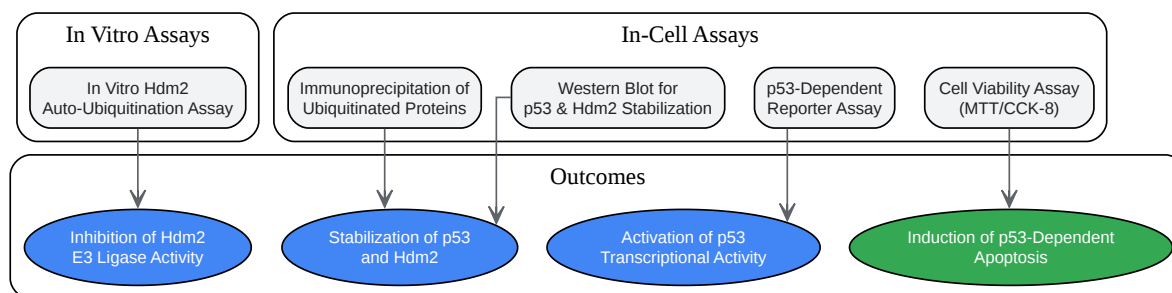 In Vitro Assays
In-Cell Assays
In Vitro Hdm2
Auto-Ubiquitination Assay
Immunoprecipitation of
Ubiquitinated Proteins
Western Blot for
p53 & Hdm2 Stabilization
p53-Dependent
Reporter Assay
Cell Viability Assay
(MTT/CCK-8)
Outcomes
Inhibition of Hdm2
E3 Ligase Activity
Stabilization of p53
and Hdm2
Activation of p53
Transcriptional Activity
Induction of p53-Dependent
Apoptosis